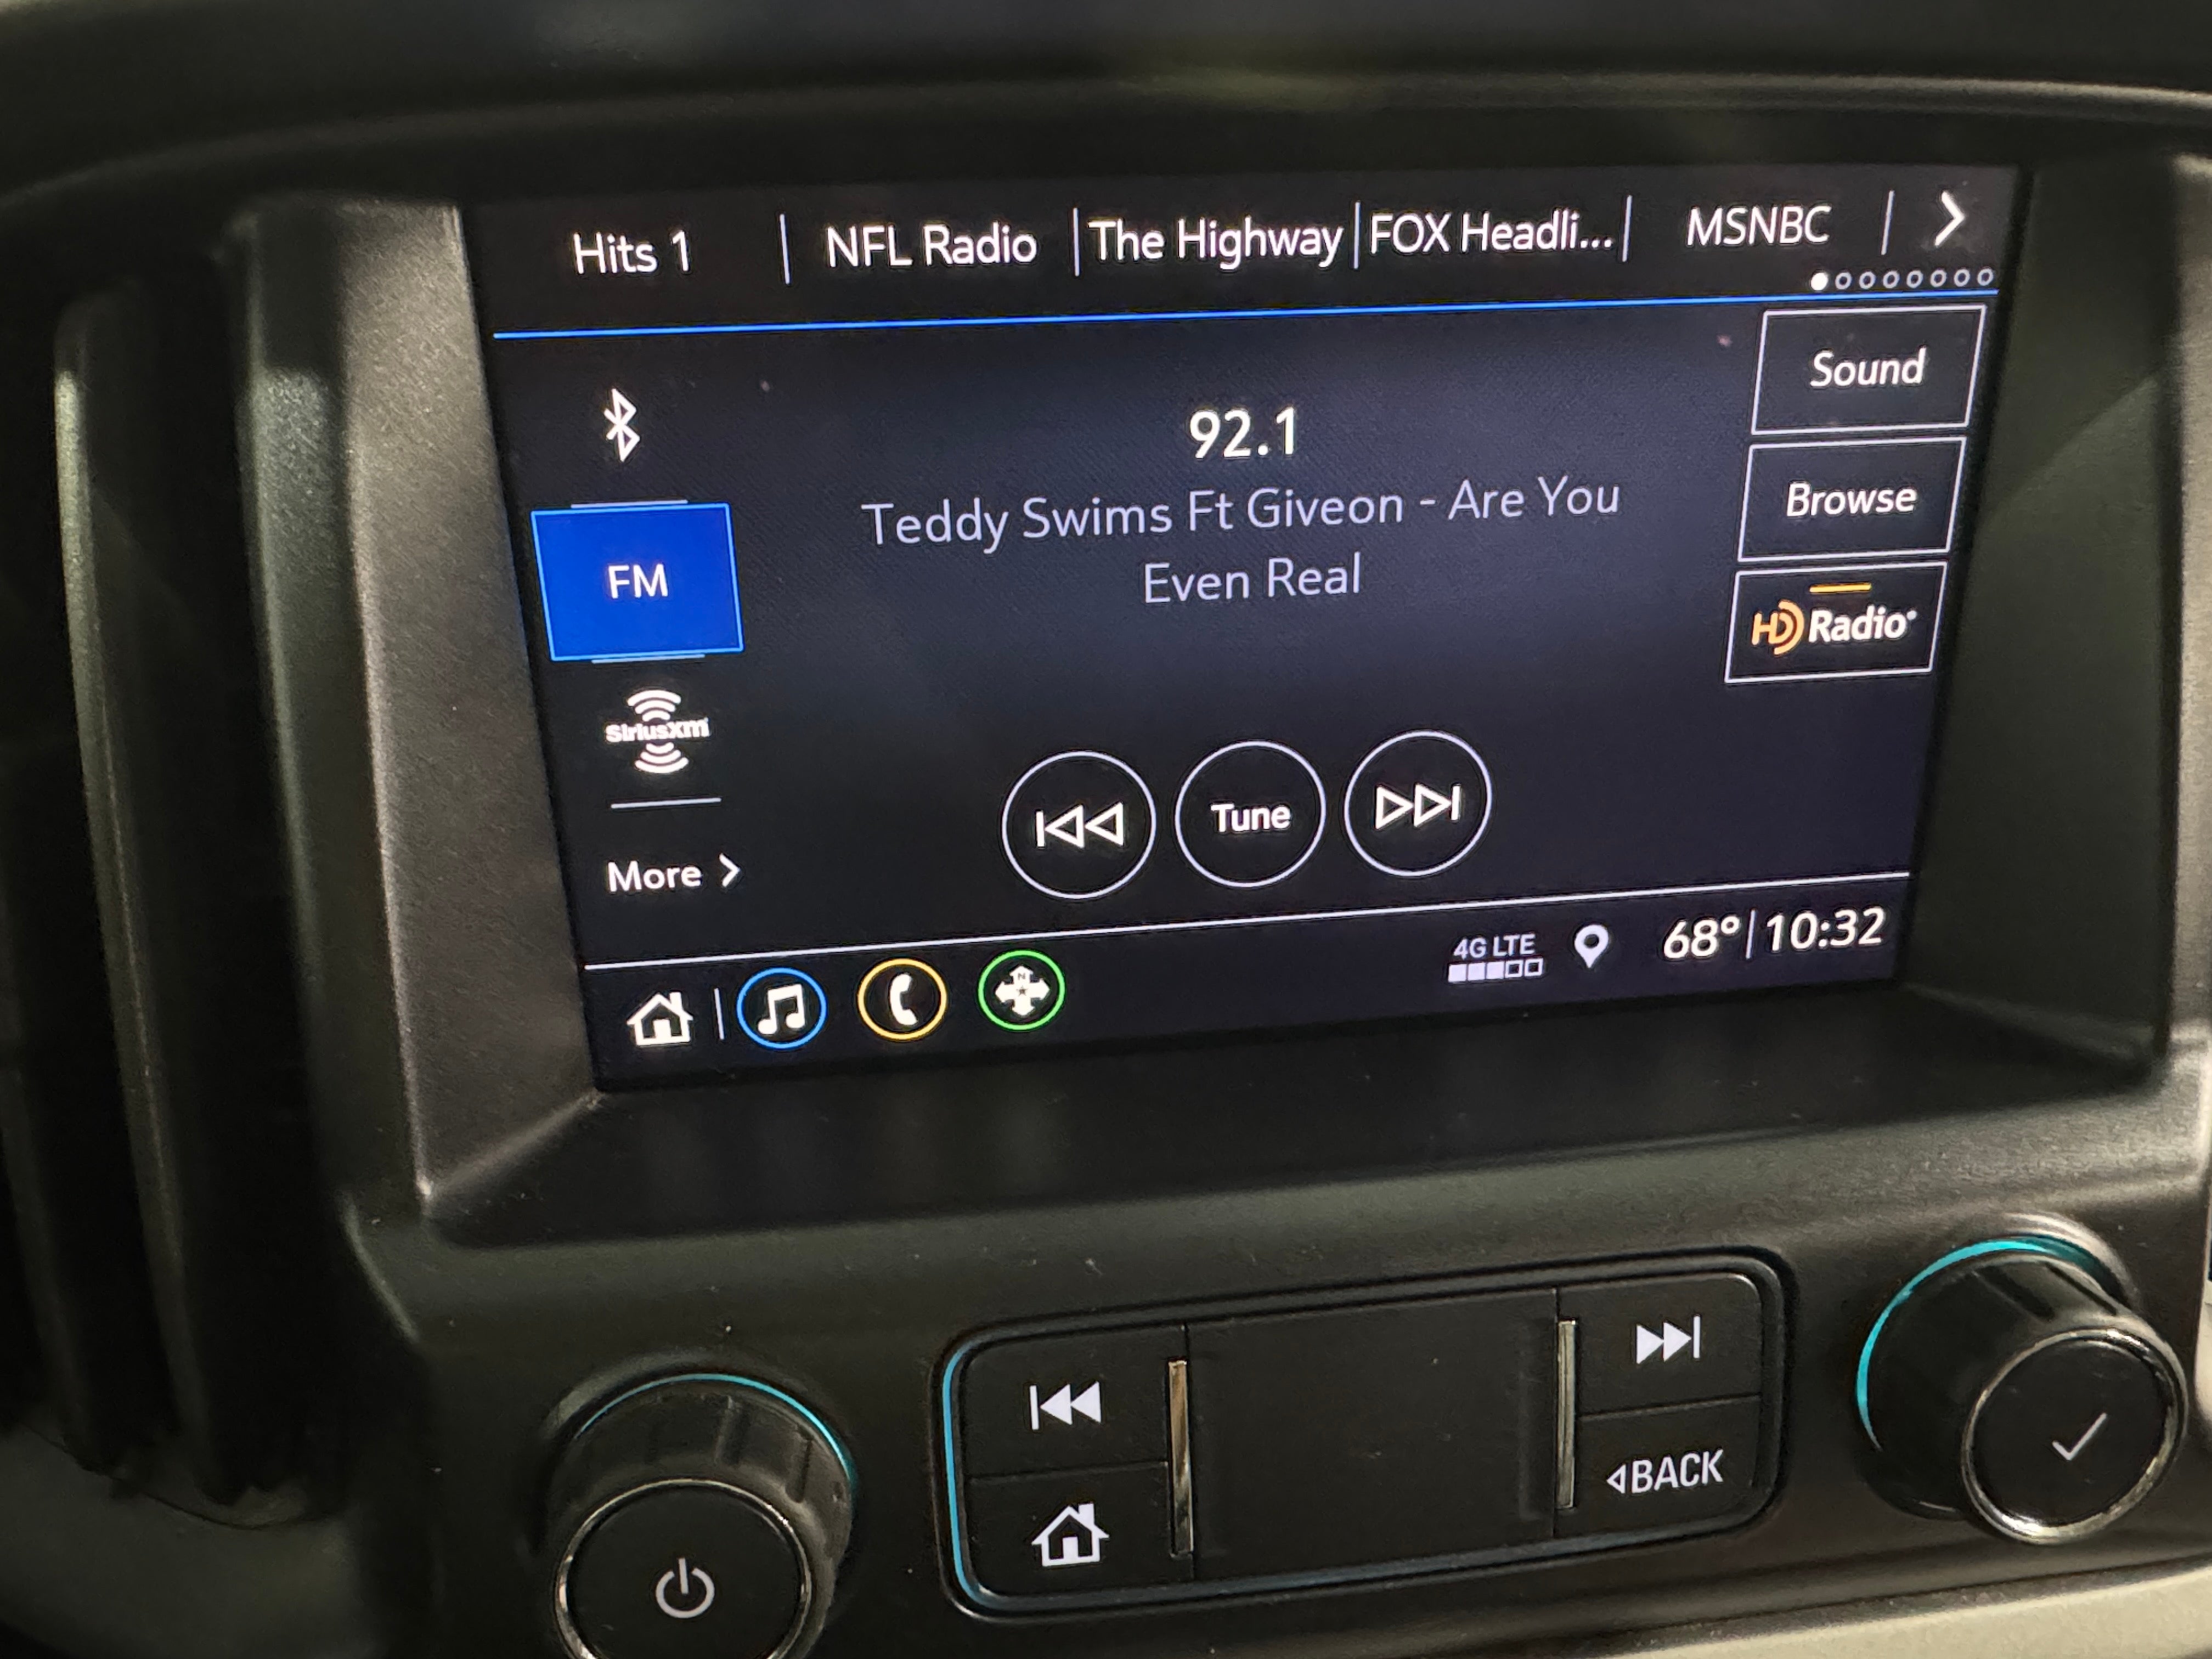 Hits 1 | NFL Radio | The Highway | FOX Headli... | MSNBC
Sound
92.1
Browse
Teddy Swims Ft Giveon - Are You
Even Real
FM
HD Radio
SiriusXM
Tune
More
4G LTE
68° | 10:32
BACK